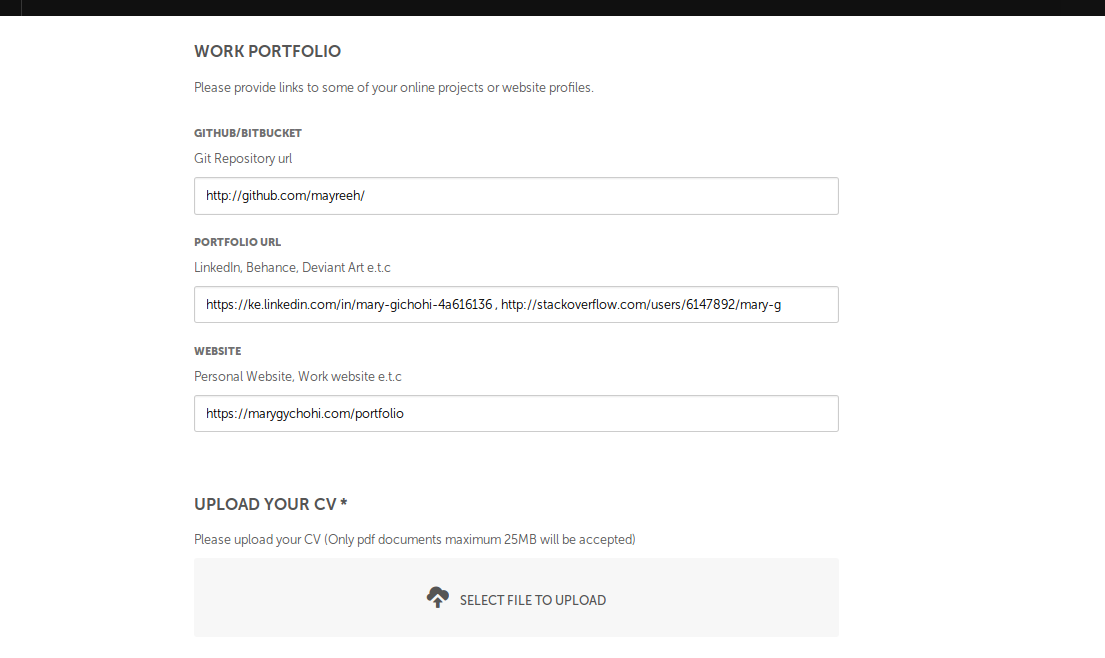 WORK PORTFOLIO
Please provide links to some of your online projects or website profiles.
GITHUB/BITBUCKET
Git Repository url
http://github.com/mayreeh/
PORTFOLIO URL
LinkedIn, Behance, Deviant Art e.t.c
https://ke.linkedin.com/in/mary-gichohi-4a616136 , http://stackoverflow.com/users/6147892/mary-g
WEBSITE
Personal Website, Work website e.t.c
https://marygychohi.com/portfolio
UPLOAD YOUR CV *
Please upload your CV (Only pdf documents maximum 25MB will be accepted)
SELECT FILE TO UPLOAD